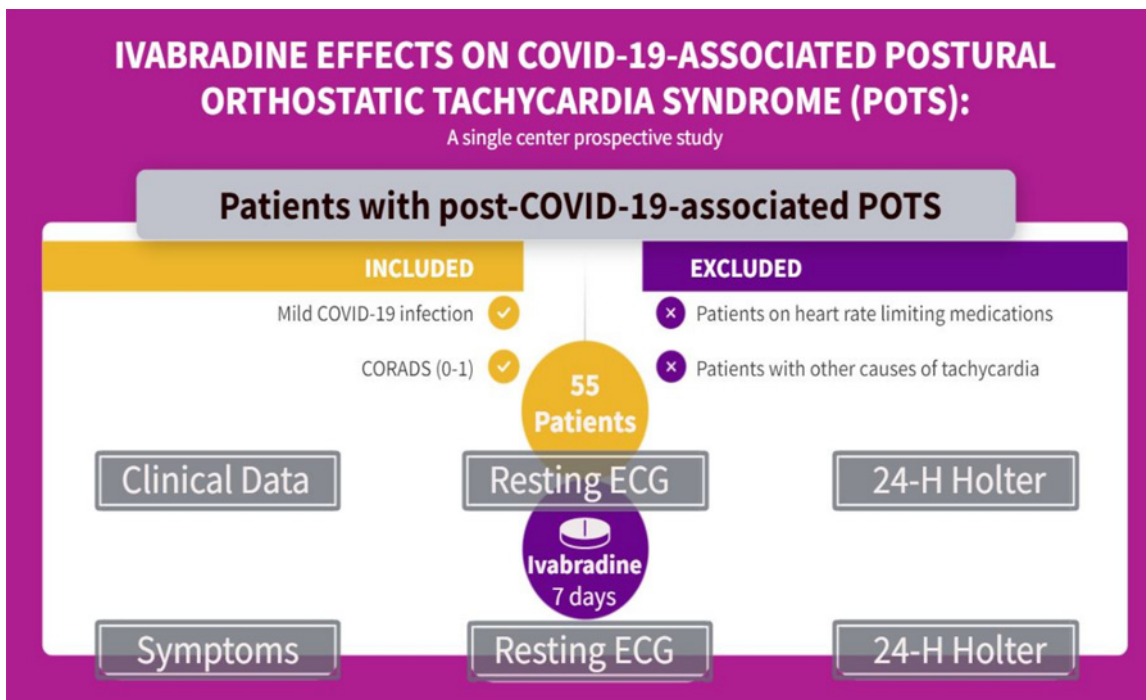 IVABRADINE EFFECTS ON COVID-19-ASSOCIATED POSTURAL
ORTHOSTATIC TACHYCARDIA SYNDROME (POTS):
A single center prospective study
Patients with post-COVID-19-associated POTS
INCLUDED
Mild COVID-19 infection
CORADS (0-1)
EXCLUDED
Patients on heart rate limiting medications
Patients with other causes of tachycardia
55
Patients
Clinical Data
Resting ECG
24-H Holter
Ivabradine
7 days
Symptoms
Resting ECG
24-H Holter